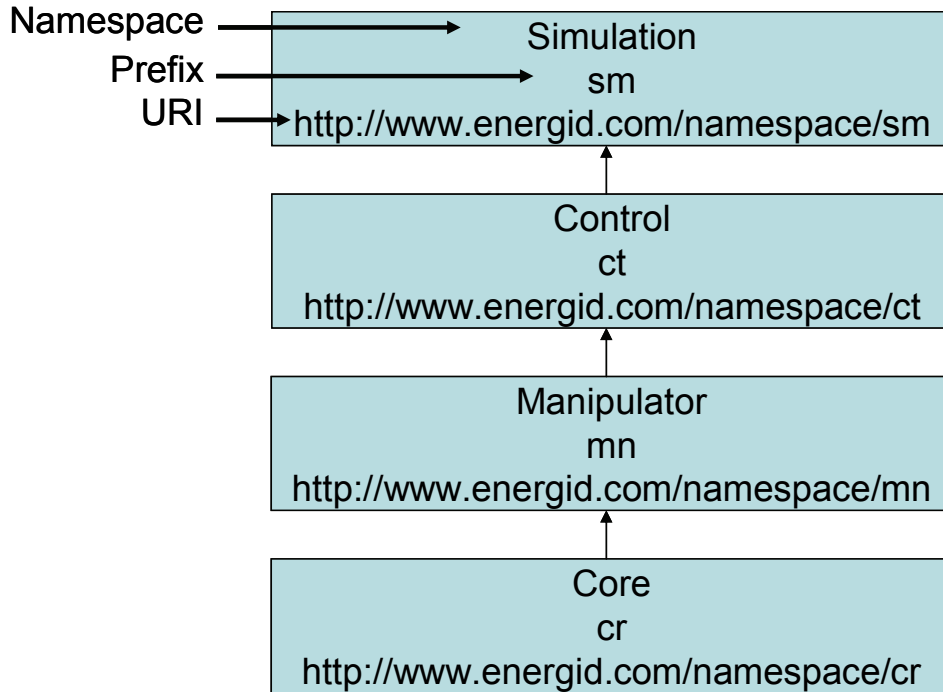 Namespace
Prefix
URI
Simulation
sm
http://www.energid.com/namespace/sm
Control
ct
http://www.energid.com/namespace/ct
Manipulator
mn
http://www.energid.com/namespace/mn
Core
cr
http://www.energid.com/namespace/cr